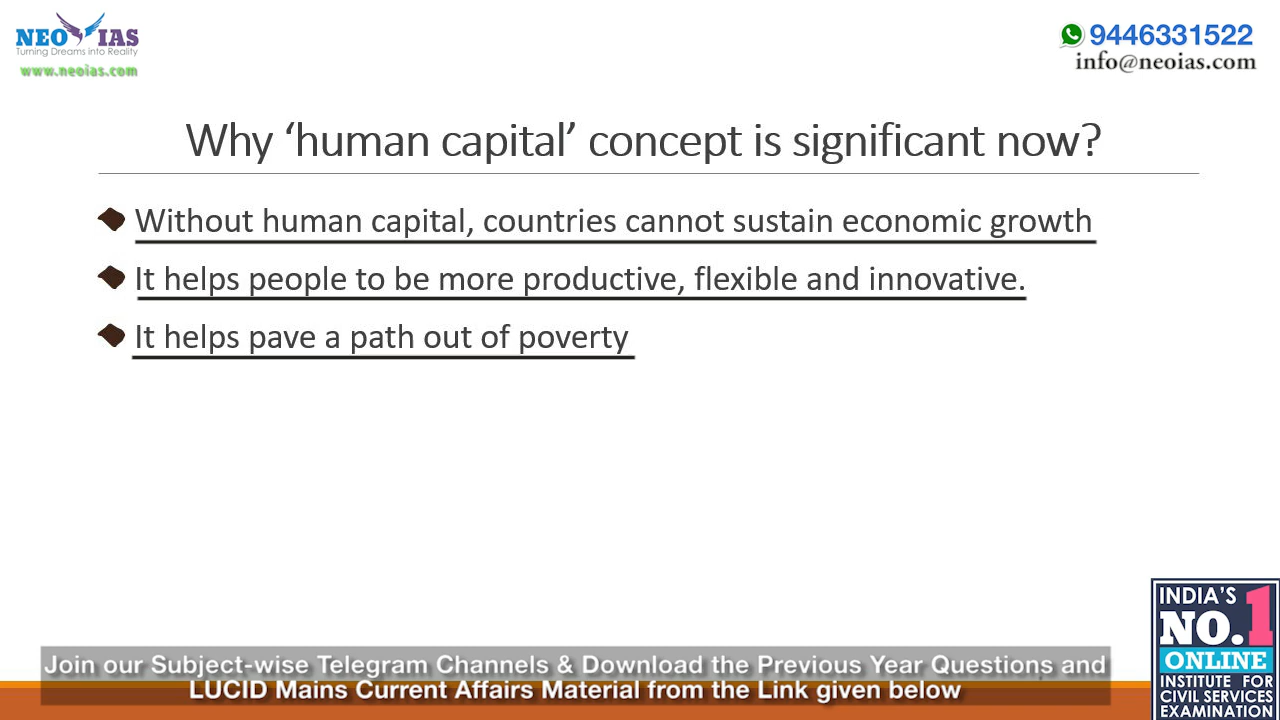 NEO IAS
Turning Dreams into Reality
www.neoias.com
9446331522
info@neoias.com
Why ‘human capital’ concept is significant now?
Without human capital, countries cannot sustain economic growth
It helps people to be more productive, flexible and innovative.
It helps pave a path out of poverty
Join our Subject-wise Telegram Channels & Download the Previous Year Questions and
LUCID Mains Current Affairs Material from the Link given below
INDIA'S
NO.1
ONLINE
INSTITUTE FOR
CIVIL SERVICES
EXAMINATION